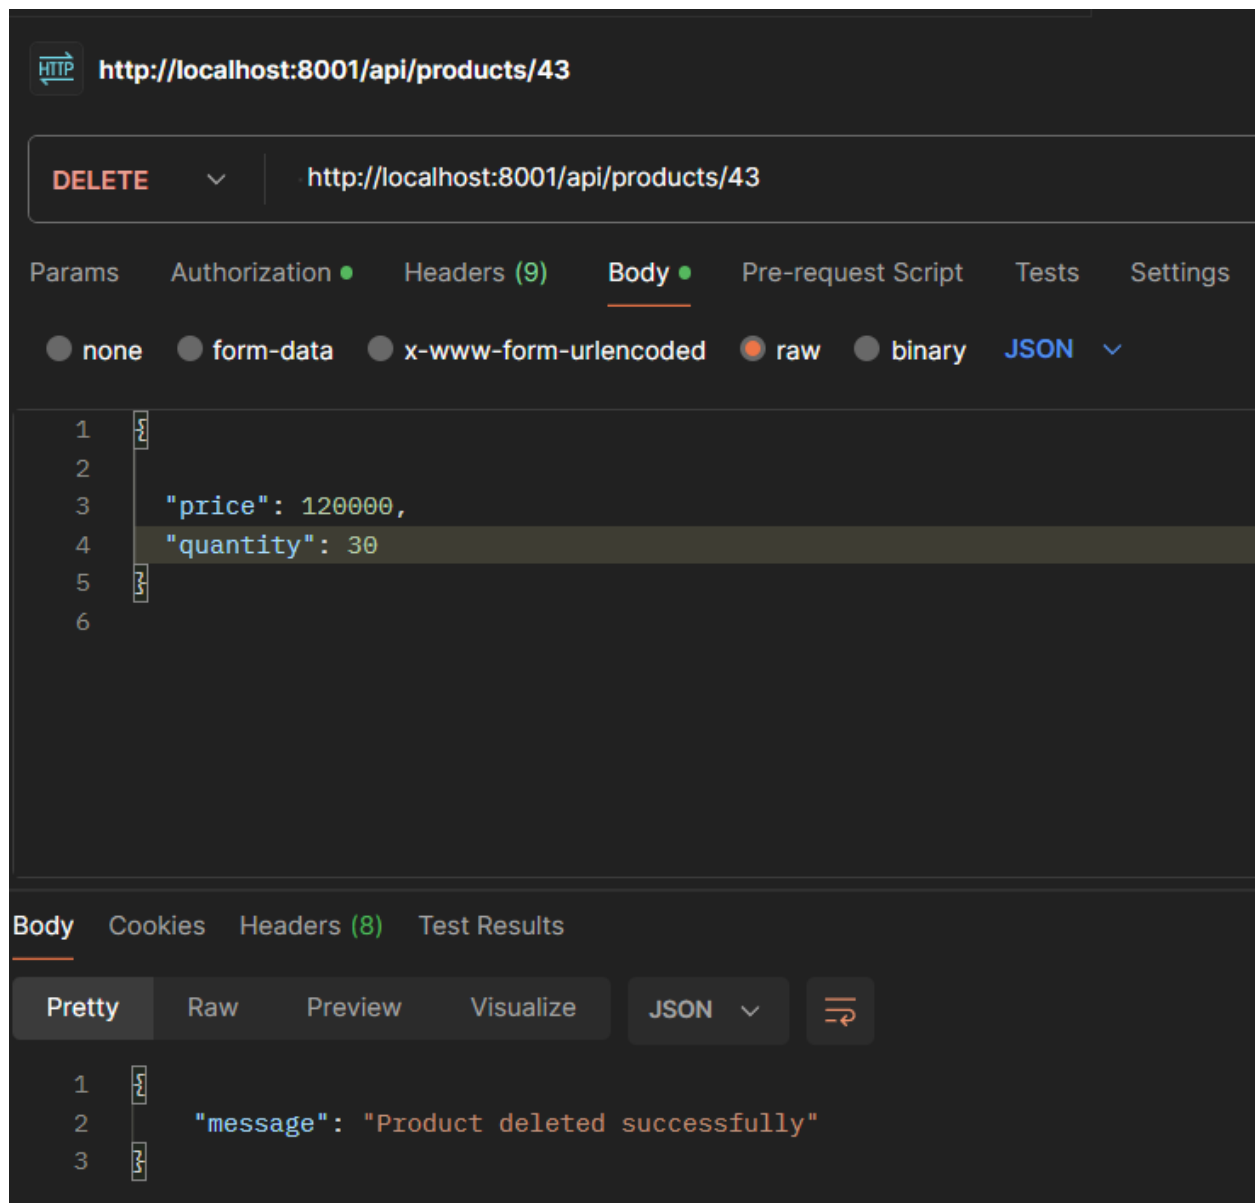 HTTP http://localhost:8001/api/products/43
DELETE http://localhost:8001/api/products/43
Params Authorization Headers (9) Body Pre-request Script Tests Settings
none form-data x-www-form-urlencoded raw binary JSON
1 {
2
3 "price": 120000,
4 "quantity": 30
5 }
6
Body Cookies Headers (8) Test Results
Pretty Raw Preview Visualize JSON
1 {
2 "message": "Product deleted successfully"
3 }